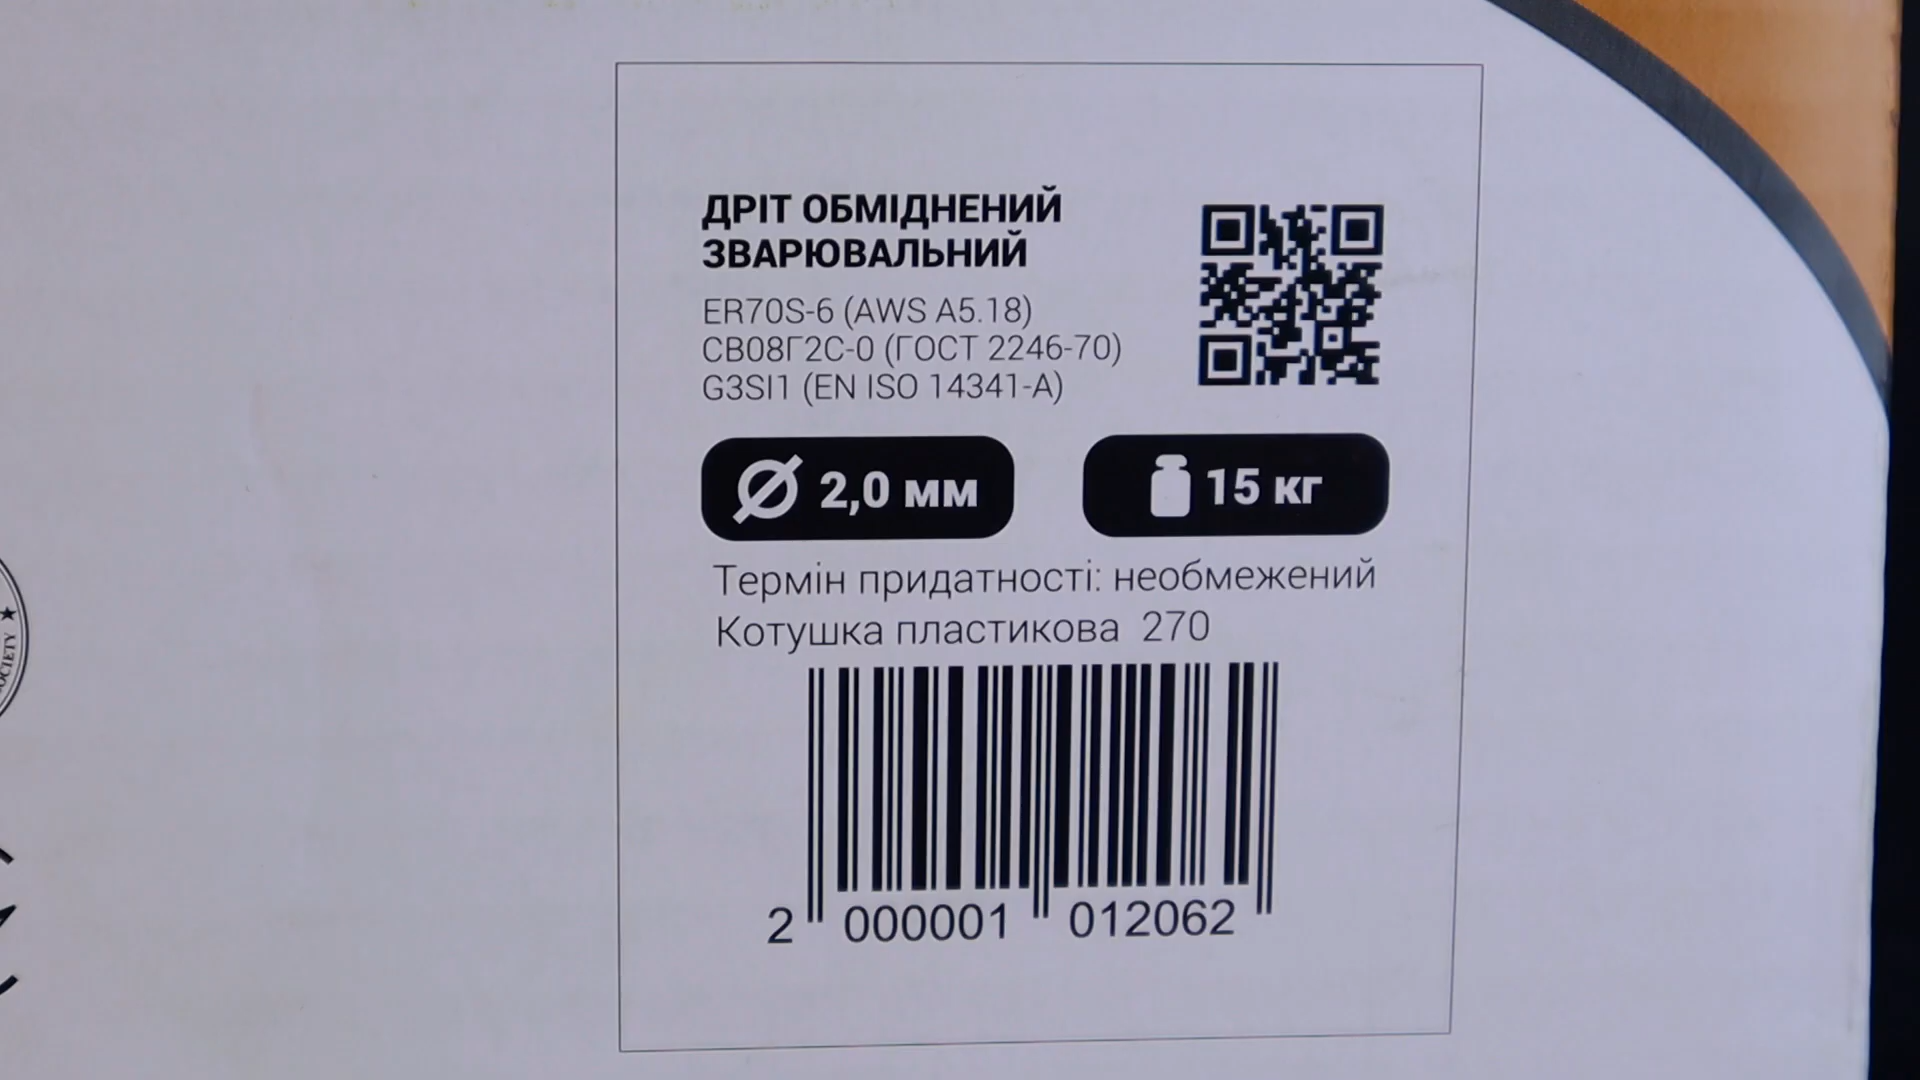 ДРІТ ОБМІДНЕНИЙ
ЗВАРЮВАЛЬНИЙ
ER70S-6 (AWS A5.18)
СВ08Г2С-О (ГОСТ 2246-70)
G3SI1 (EN ISO 14341-A)
2,0 мм
15 кг
Термін придатності: необмежений
Котушка пластикова 270
2 000001 012062